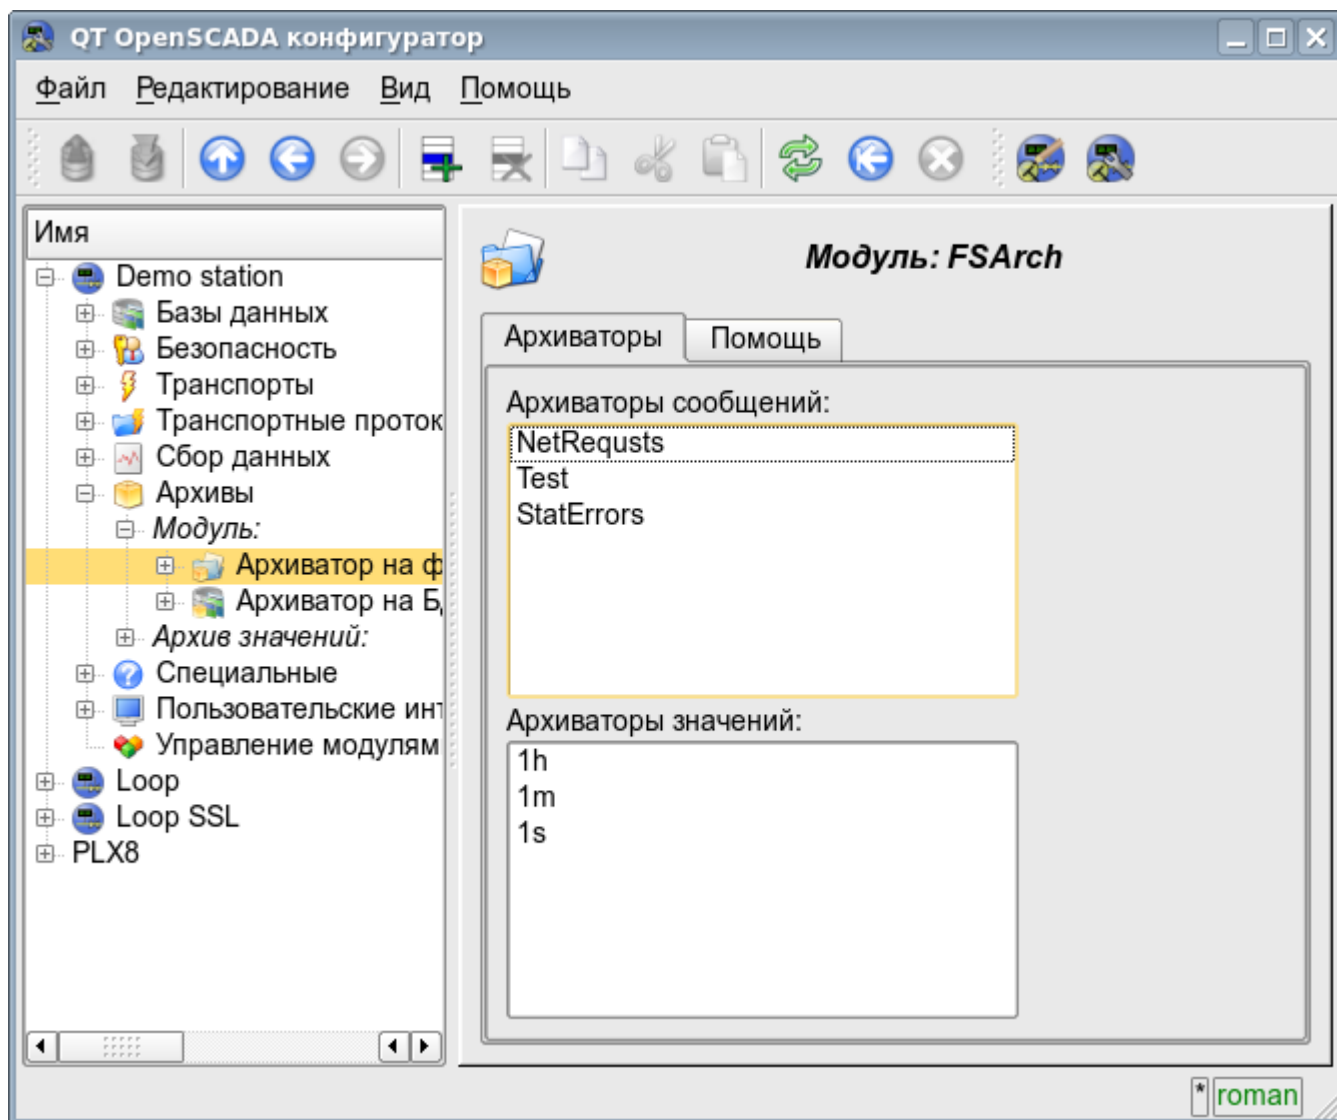 QT OpenSCADA конфигуратор
Файл Редактирование Вид Помощь
Имя
Demo station
Базы данных
Безопасность
Транспорты
Транспортные проток
Сбор данных
Архивы
Модуль:
Архиватор на ф
Архиватор на Б
Архив значений:
Специальные
Пользовательские инт
Управление модулям
Loop
Loop SSL
PLX8
Модуль: FSArch
Архиваторы Помощь
Архиваторы сообщений:
NetRequsts
Test
StatErrors
Архиваторы значений:
1h
1m
1s
* roman